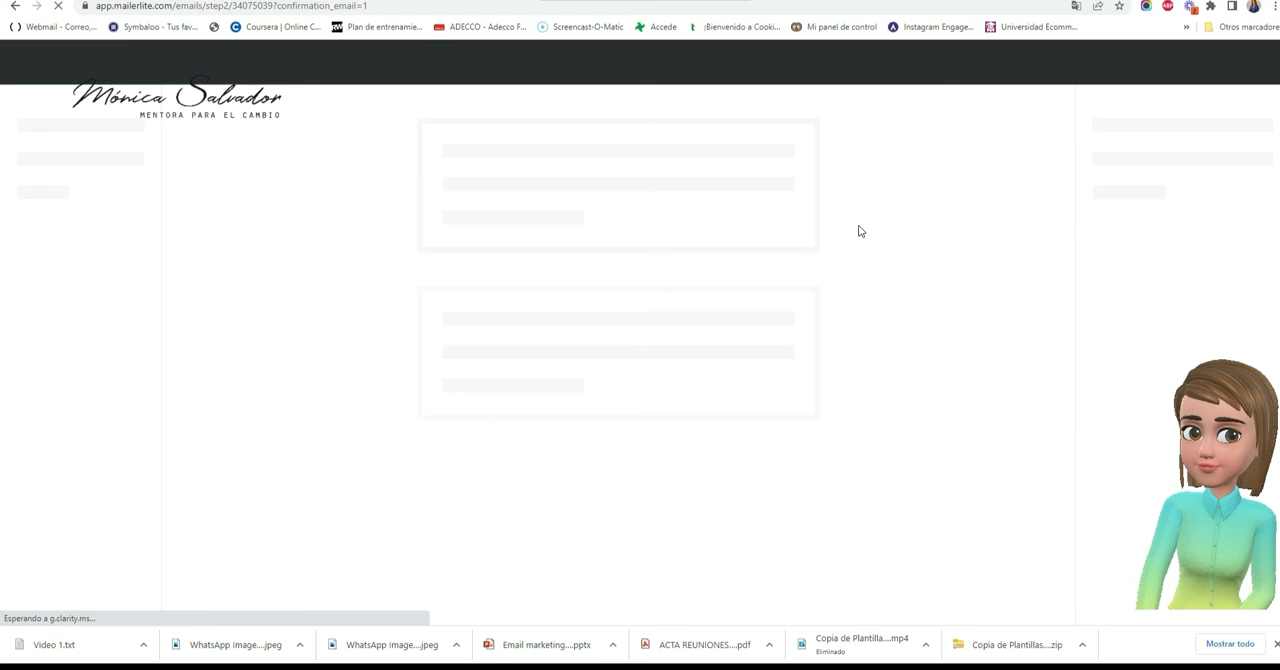 app.mailerlite.com/emails/step2/34075039?confirmation_email=1
Webmail - Correo,...
Symbaloo - Tus fav...
Coursera | Online C...
Plan de entrenamie...
ADECCO - Adecco F...
Screencast-O-Matic
Accede
¡Bienvenido a Cooki...
Mi panel de control
Instagram Engage...
Universidad Ecomm...
»
Otros marcadores
Mónica Salvador
MENTORA PARA EL CAMBIO
Esperando a g.clarity.ms...
Video 1.txt
WhatsApp Image....jpeg
WhatsApp Image....jpeg
Email marketing....pptx
ACTA REUNIONES....pdf
Copia de Plantilla....mp4
Eliminado
Copia de Plantillas....zip
Mostrar todo